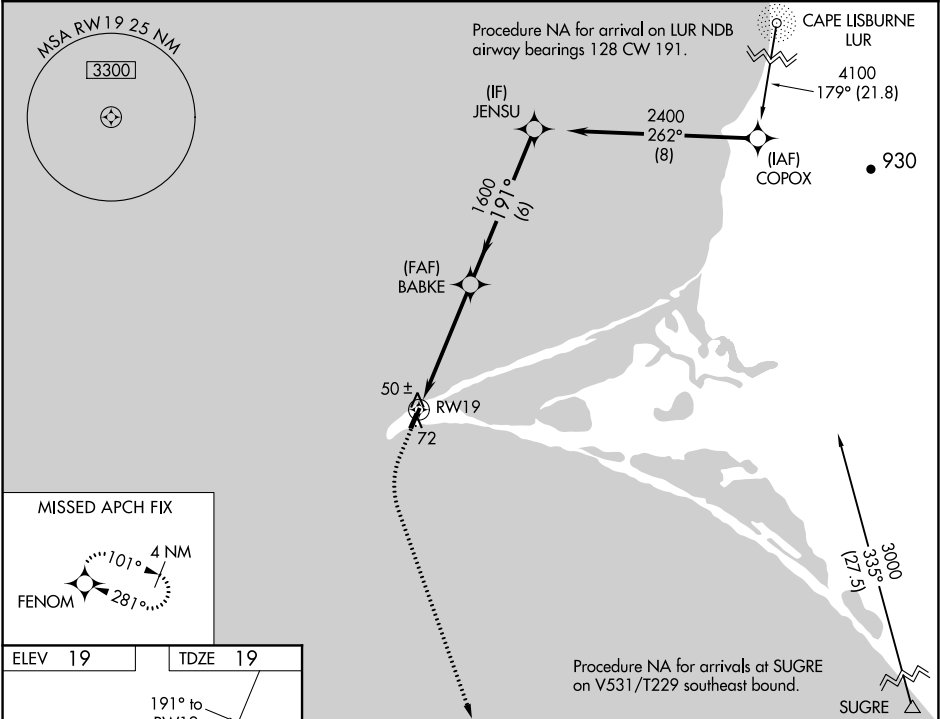 MSA RW19 25 NM
3300
Procedure NA for arrival on LUR NDB
airway bearings 128 CW 191.
CAPE LISBURNE
LUR
4100
179° (21.8)
(IF)
JENSU
2400
262°
(8)
(IAF)
COPOX
930
1600
191°
(6)
(FAF)
BABKE
50 ±
RW19
72
MISSED APCH FIX
101°
4 NM
281°
FENOM
3000
335°
(27.5)
ELEV 19
TDZE 19
191° to
RW19
Procedure NA for arrivals at SUGRE
on V531/T229 southeast bound.
SUGRE